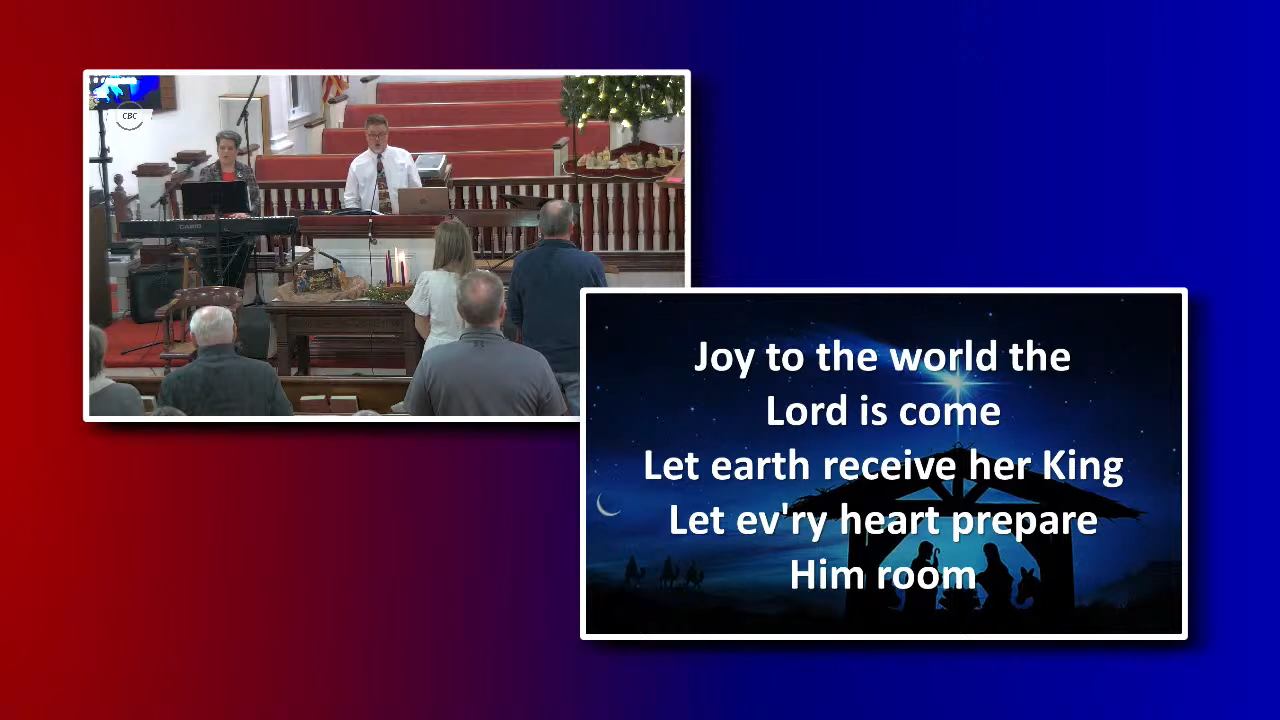 CBC
CASIO
Joy to the world the
Lord is come
Let earth receive her King
Let ev'ry heart prepare
Him room